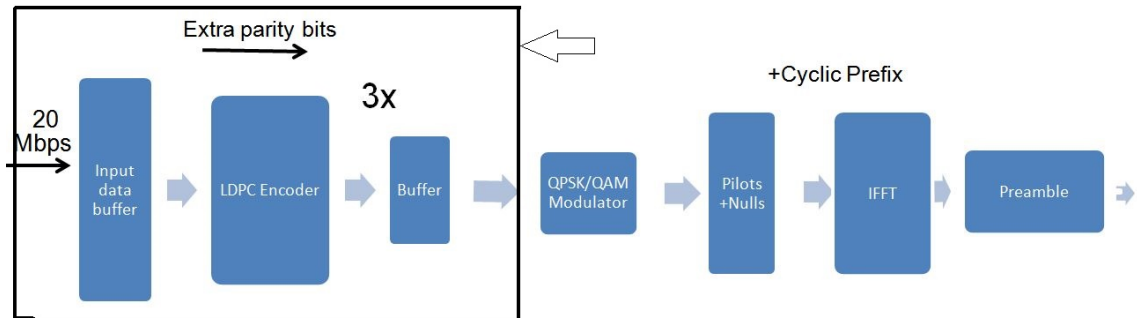 Extra parity bits
+Cyclic Prefix
3x
20
Mbps
Input
data
buffer
LDPC Encoder
Buffer
QPSK/QAM
Modulator
Pilots
+Nulls
IFFT
Preamble